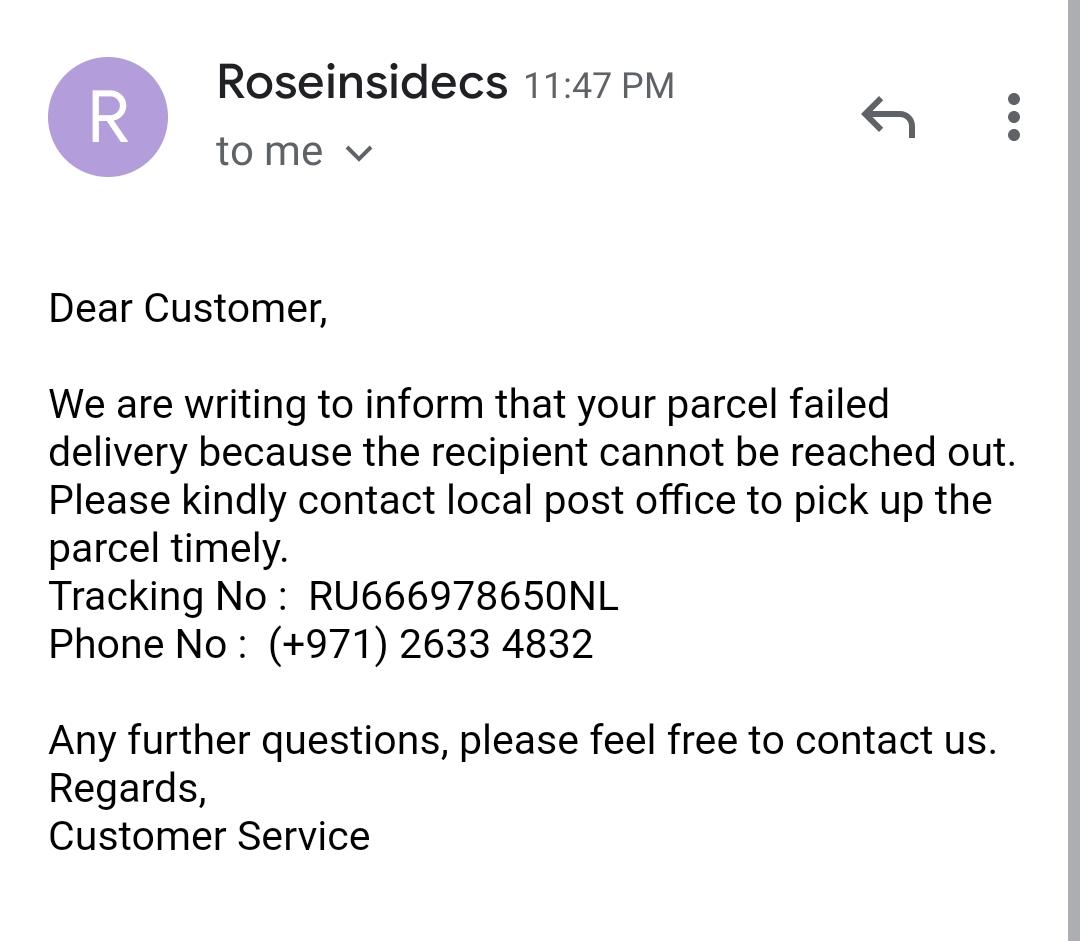 R
Roseinsidecs 11:47 PM
to me
Dear Customer,
We are writing to inform that your parcel failed
delivery because the recipient cannot be reached out.
Please kindly contact local post office to pick up the
parcel timely.
Tracking No :  RU666978650NL
Phone No :  (+971) 2633 4832
Any further questions, please feel free to contact us.
Regards,
Customer Service